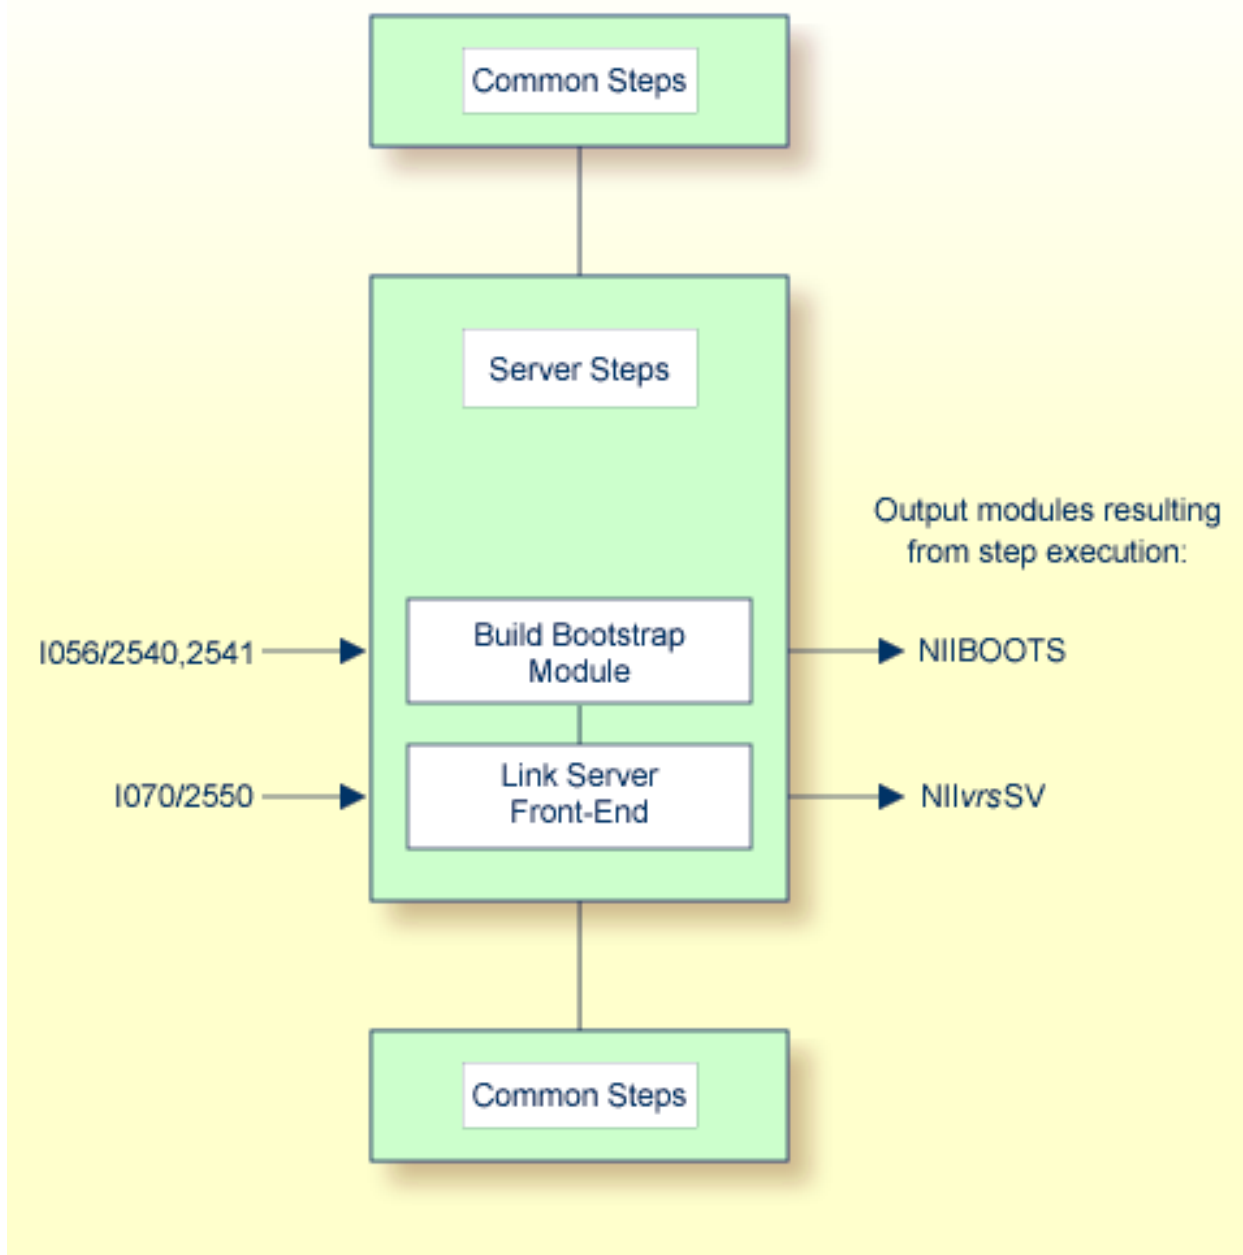 Common Steps
Server Steps
Output modules resulting
from step execution:
I056/2540,2541
Build Bootstrap
Module
NIIBOOTS
I070/2550
Link Server
Front-End
NIIvrsSV
Common Steps